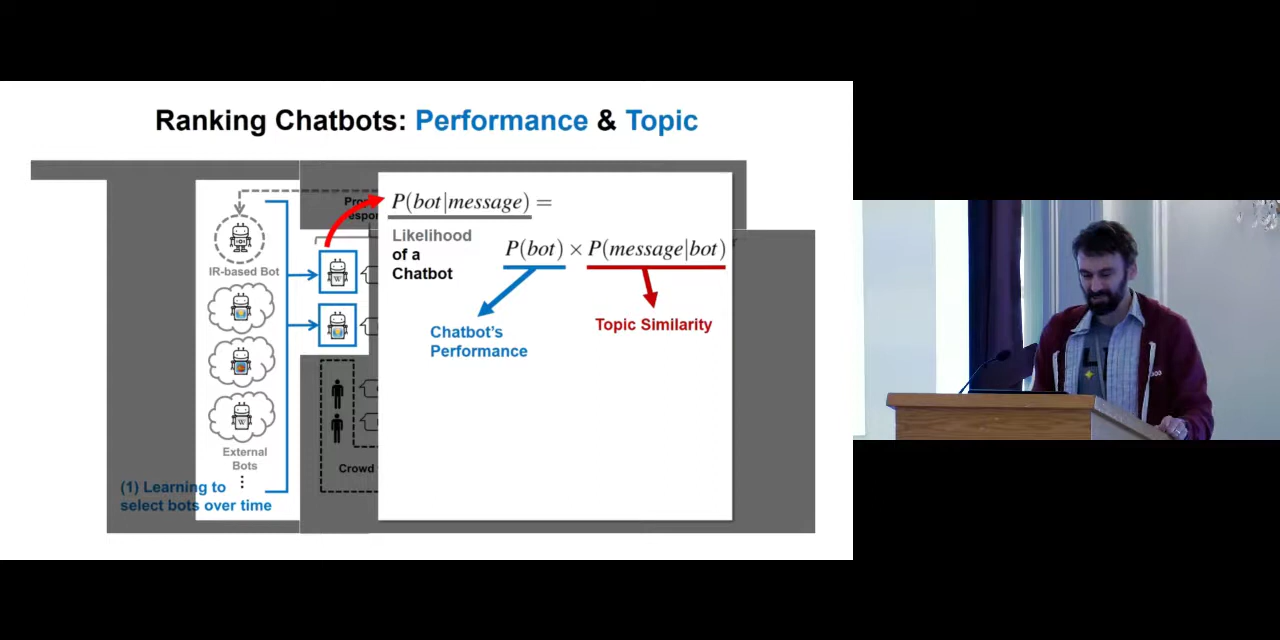 Ranking Chatbots: Performance & Topic
P(bot|message) =
Likelihood
of a
Chatbot
P(bot) × P(message|bot)
Chatbot's
Performance
Topic Similarity
IR-based Bot
W
W
External
Bots
(1) Learning to
select bots over time
Crowd